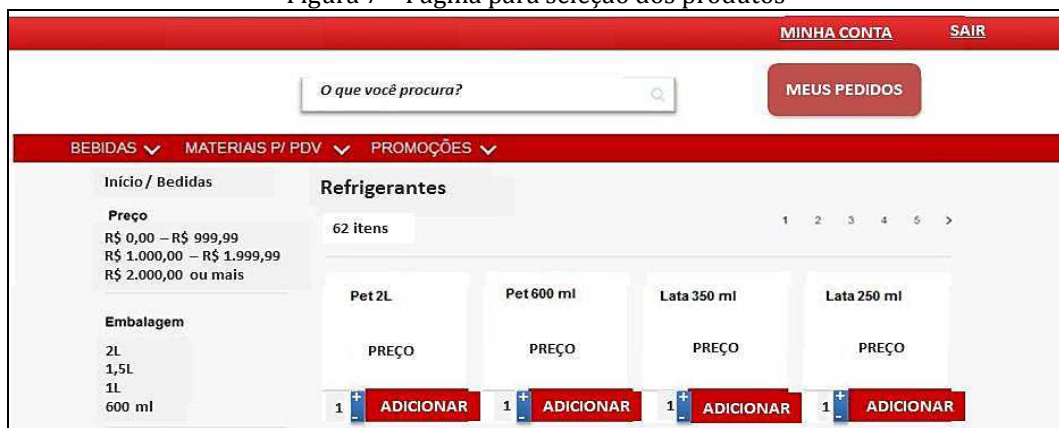 Figura 7 – Página para seleção dos produtos
MINHA CONTA SAIR
O que você procura?
MEUS PEDIDOS
BEBIDAS MATERIAIS P/ PDV PROMOÇÕES
Início / Bedidas
Refrigerantes
Preço
62 itens
1 2 3 4 5 >
R$ 0,00 – R$ 999,99
R$ 1.000,00 – R$ 1.999,99
R$ 2.000,00 ou mais
Embalagem
2L
1,5L
1L
600 ml
Pet 2L Pet 600 ml Lata 350 ml Lata 250 ml
PREÇO PREÇO PREÇO PREÇO
1 + - ADICIONAR 1 + - ADICIONAR 1 + - ADICIONAR 1 + - ADICIONAR